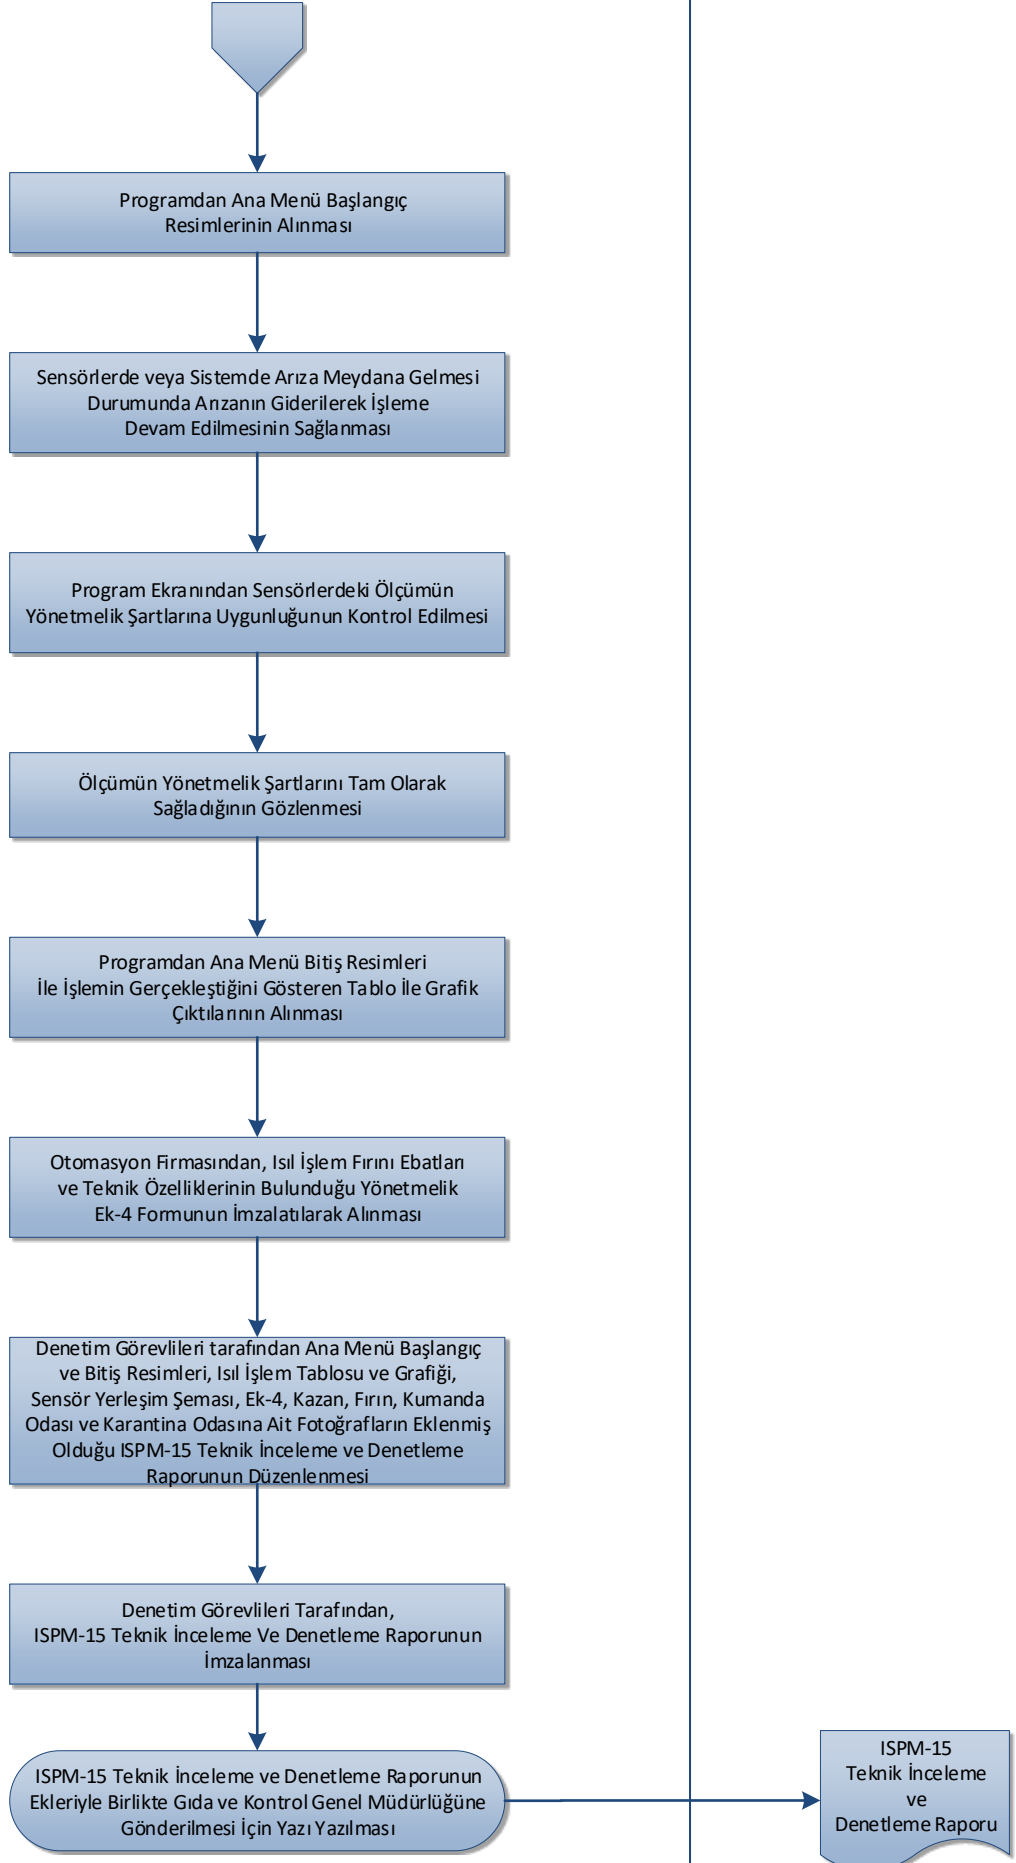 Programdan Ana Menü Başlangıç
Resimlerinin Alınması
Sensörlerde veya Sistemde Arıza Meydana Gelmesi
Durumunda Arızanın Giderilerek İşleme
Devam Edilmesinin Sağlanması
Program Ekranından Sensörlerdeki Ölçümün
Yönetmelik Şartlarına Uygunluğunun Kontrol Edilmesi
Ölçümün Yönetmelik Şartlarını Tam Olarak
Sağladığının Gözlenmesi
Programdan Ana Menü Bitiş Resimleri
İle İşlemin Gerçekleştiğini Gösteren Tablo İle Grafik
Çıktılarının Alınması
Otomasyon Firmasından, Isıl İşlem Fırını Ebatları
ve Teknik Özelliklerinin Bulunduğu Yönetmelik
Ek-4 Formunun İmzalatılarak Alınması
Denetim Görevlileri tarafından Ana Menü Başlangıç
ve Bitiş Resimleri, Isıl İşlem Tablosu ve Grafiği,
Sensör Yerleşim Şeması, Ek-4, Kazan, Fırın, Kumanda
Odası ve Karantina Odasına Ait Fotoğrafların Eklenmiş
Olduğu ISPM-15 Teknik İnceleme ve Denetleme
Raporunun Düzenlenmesi
Denetim Görevlileri Tarafından,
ISPM-15 Teknik İnceleme Ve Denetleme Raporunun
İmzalanması
ISPM-15 Teknik İnceleme ve Denetleme Raporunun
Ekleriyle Birlikte Gıda ve Kontrol Genel Müdürlüğüne
Gönderilmesi İçin Yazı Yazılması
ISPM-15
Teknik İnceleme
ve
Denetleme Raporu